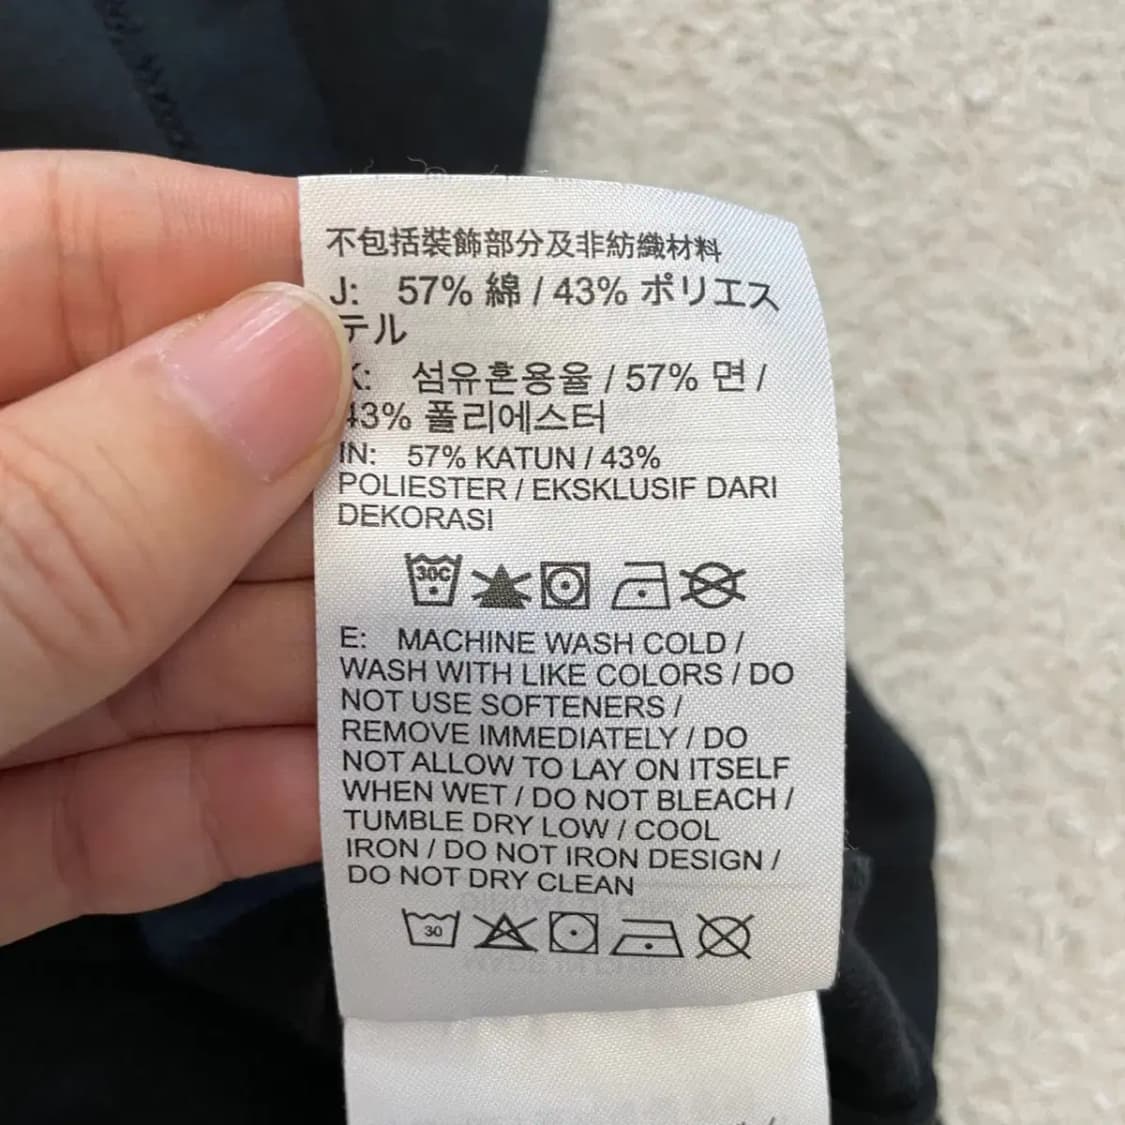 不包括裝飾部分及非紡織材料
J: 57% 綿 / 43% ポリエス
テル
K: 섬유혼용율 / 57% 면 /
43% 폴리에스터
IN: 57% KATUN / 43%
POLIESTER / EKSKLUSIF DARI
DEKORASI
30C
E: MACHINE WASH COLD /
WASH WITH LIKE COLORS / DO
NOT USE SOFTENERS /
REMOVE IMMEDIATELY / DO
NOT ALLOW TO LAY ON ITSELF
WHEN WET / DO NOT BLEACH /
TUMBLE DRY LOW / COOL
IRON / DO NOT IRON DESIGN /
DO NOT DRY CLEAN
30